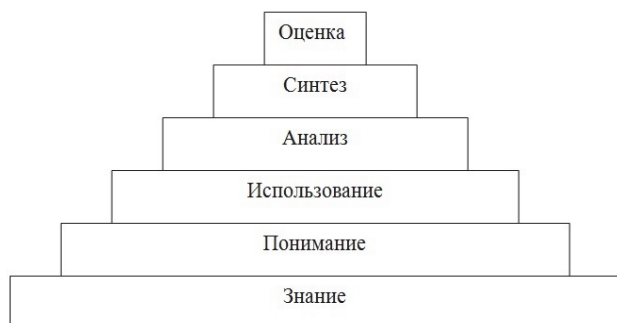 Оценка
Синтез
Анализ
Использование
Понимание
Знание